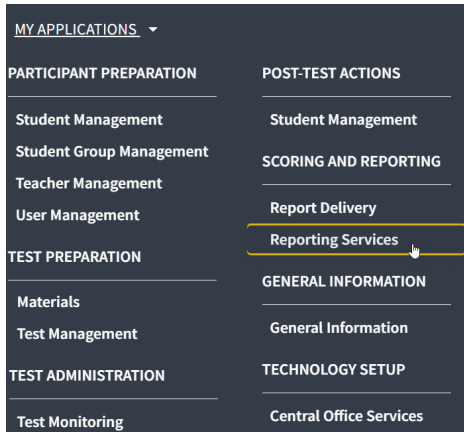 MY APPLICATIONS
PARTICIPANT PREPARATION
Student Management
Student Group Management
Teacher Management
User Management
TEST PREPARATION
Materials
Test Management
TEST ADMINISTRATION
Test Monitoring
POST-TEST ACTIONS
Student Management
SCORING AND REPORTING
Report Delivery
Reporting Services
GENERAL INFORMATION
General Information
TECHNOLOGY SETUP
Central Office Services